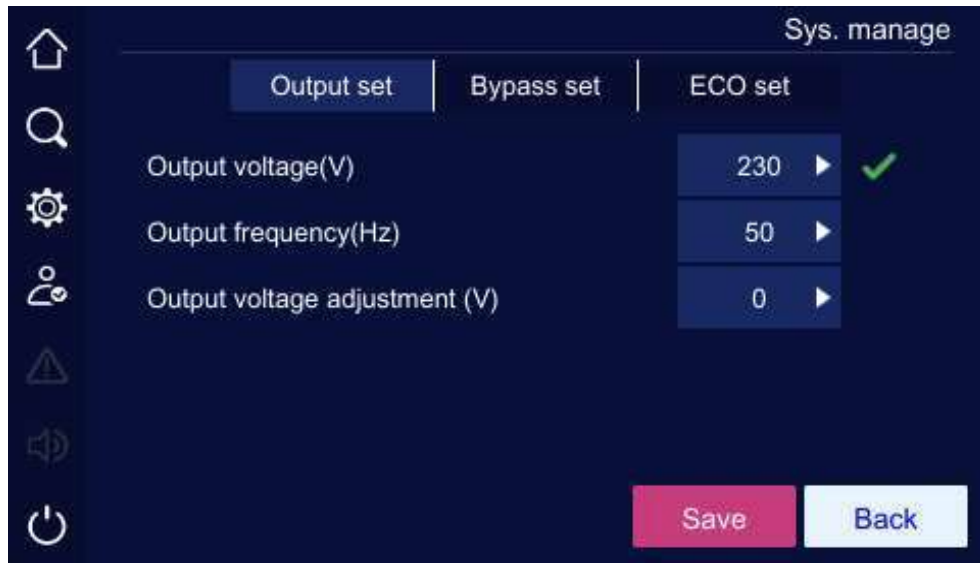 Sys. manage
Output set Bypass set ECO set
Output voltage(V) 230
Output frequency(Hz) 50
Output voltage adjustment (V) 0
Save Back